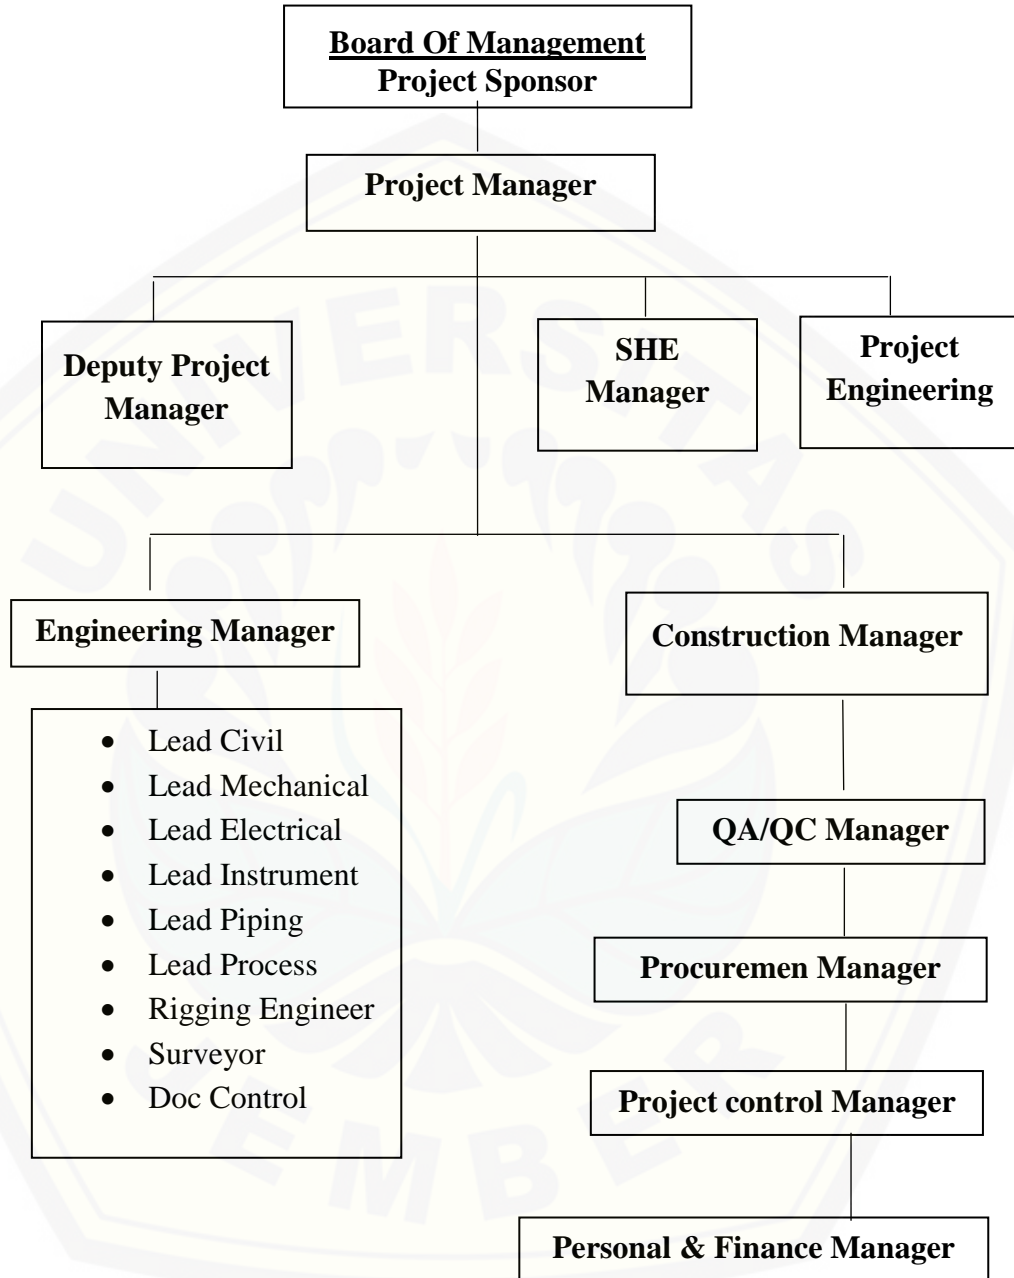 Board Of Management
Project Sponsor
Project Manager
Deputy Project
Manager
SHE
Manager
Project
Engineering
Engineering Manager
Construction Manager
• Lead Civil
• Lead Mechanical
• Lead Electrical
• Lead Instrument
• Lead Piping
• Lead Process
• Rigging Engineer
• Surveyor
• Doc Control
QA/QC Manager
Procuremen Manager
Project control Manager
Personal & Finance Manager
UNIVERSITAS
JEMBER